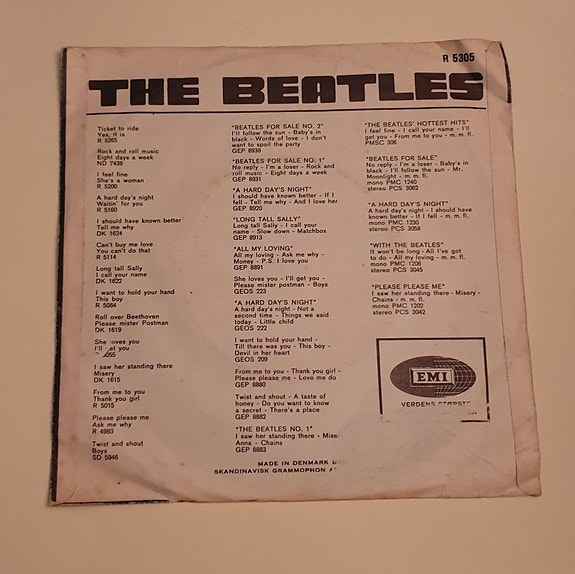 R 5305
THE BEATLES
Ticket to ride
Yes, it is
R 5265
Rock and roll music
Eight days a week
ND 7438
I feel fine
She's a woman
R 5200
A hard day's night
Waitin' for you
R 5160
I should have known better
Tell me why
DK 1624
Can't buy me love
You can't do that
R 5114
Long tall Sally
I call your name
DK 1622
I want to hold your hand
This boy
R 5084
Roll over Beethoven
Please mister Postman
DK 1619
She loves you
I'll get you
5055
I saw her standing there
Misery
DK 1615
From me to you
Thank you girl
R 5015
Please please me
Ask me why
R 4983
Twist and shout
Boys
SD 5946
"BEATLES FOR SALE NO. 2"
I'll follow the sun - Baby's in
black - Words of love - I don't
want to spoil the party
GEP 8938
"BEATLES FOR SALE NO. 1"
No reply - I'm a loser - Rock and
roll music - Eight days a week
GEP 8931
"A HARD DAY'S NIGHT"
I should have known better - If I
fell - Tell me why - And I love her
GEP 8920
"LONG TALL SALLY"
Long tall Sally - I call your
name - Slow down - Matchbox
GEP 8913
"ALL MY LOVING"
All my loving - Ask me why -
Money - P.S. I love you
GEP 8891
She loves you - I'll get you -
Please mister postman - Boys
GEOS 223
"A HARD DAY'S NIGHT"
A hard day's night - Not a
second time - Things we said
today - Little child
GEOS 222
I want to hold your hand -
Till there was you - This boy -
Devil in her heart
GEOS 209
From me to you - Thank you girl -
Please please me - Love me do
GEP 8880
Twist and shout - A taste of
honey - Do you want to know
a secret - There's a place
GEP 8882
"THE BEATLES NO. 1"
I saw her standing there - Mise
Anna - Chains
GEP 8883
"THE BEATLES' HOTTEST HITS"
I feel fine - I call your name - I'll
get you - From me to you - m. m. fl.
PMSC 306
"BEATLES FOR SALE"
No reply - I'm a loser - Baby's in
black - I'll follow the sun - Mr.
Moonlight - m. m. fl.
mono PMC 1240
stereo PCS 3062
"A HARD DAY'S NIGHT"
A hard day's night - I should have
known better - If I fell - m. m. fl.
mono PMC 1230
stereo PCS 3058
"WITH THE BEATLES"
It won't be long - All I've got
to do - All my loving - m. m. fl.
mono PMC 1206
stereo PCS 3045
"PLEASE PLEASE ME"
I saw her standing there - Misery -
Chains - m. m. fl.
mono PMC 1202
stereo PCS 3042
EMI
VERDENS STØRSTE
MADE IN DENMARK B
SKANDINAVISK GRAMMOPHON A